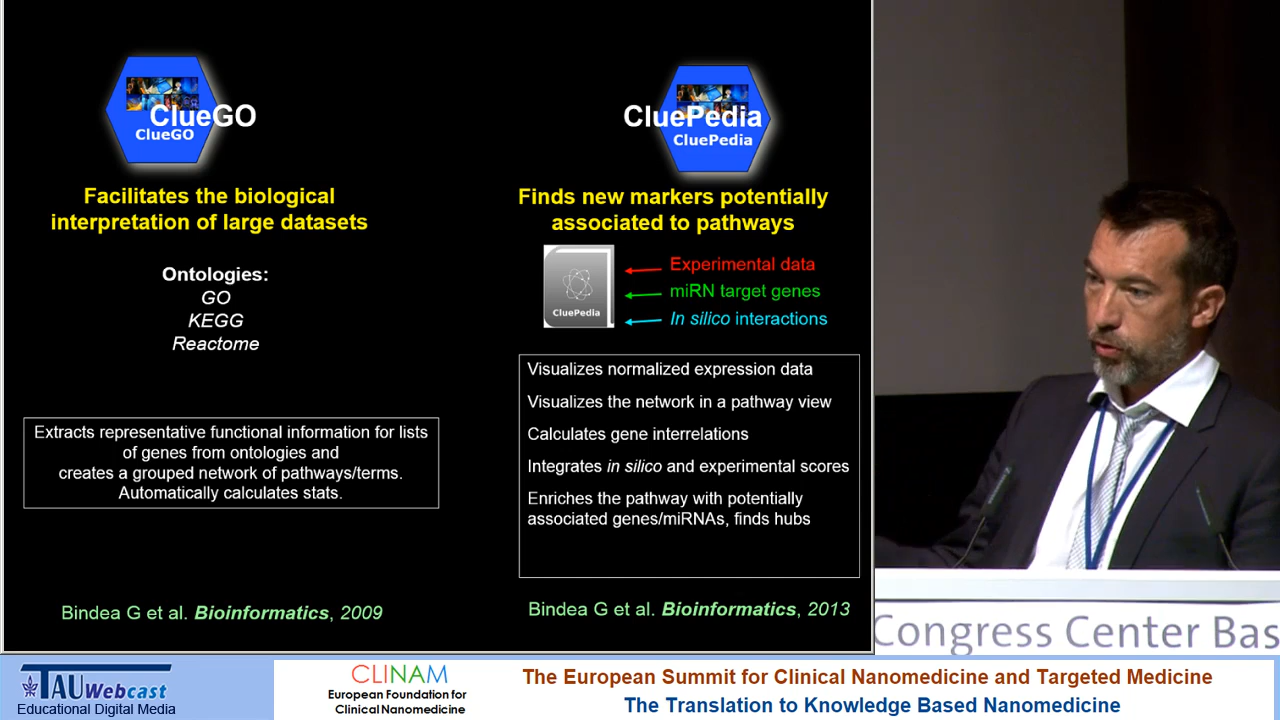 ClueGO
ClueGO
Facilitates the biological
interpretation of large datasets
Ontologies:
GO
KEGG
Reactome
Extracts representative functional information for lists
of genes from ontologies and
creates a grouped network of pathways/terms.
Automatically calculates stats.
Bindea G et al. Bioinformatics, 2009
CluePedia
CluePedia
Finds new markers potentially
associated to pathways
CluePedia
Experimental data
miRN target genes
In silico interactions
Visualizes normalized expression data
Visualizes the network in a pathway view
Calculates gene interrelations
Integrates in silico and experimental scores
Enriches the pathway with potentially
associated genes/miRNAs, finds hubs
Bindea G et al. Bioinformatics, 2013
Congress Center Bas
TAU Webcast
Educational Digital Media
CLINAM
European Foundation for
Clinical Nanomedicine
The European Summit for Clinical Nanomedicine and Targeted Medicine
The Translation to Knowledge Based Nanomedicine